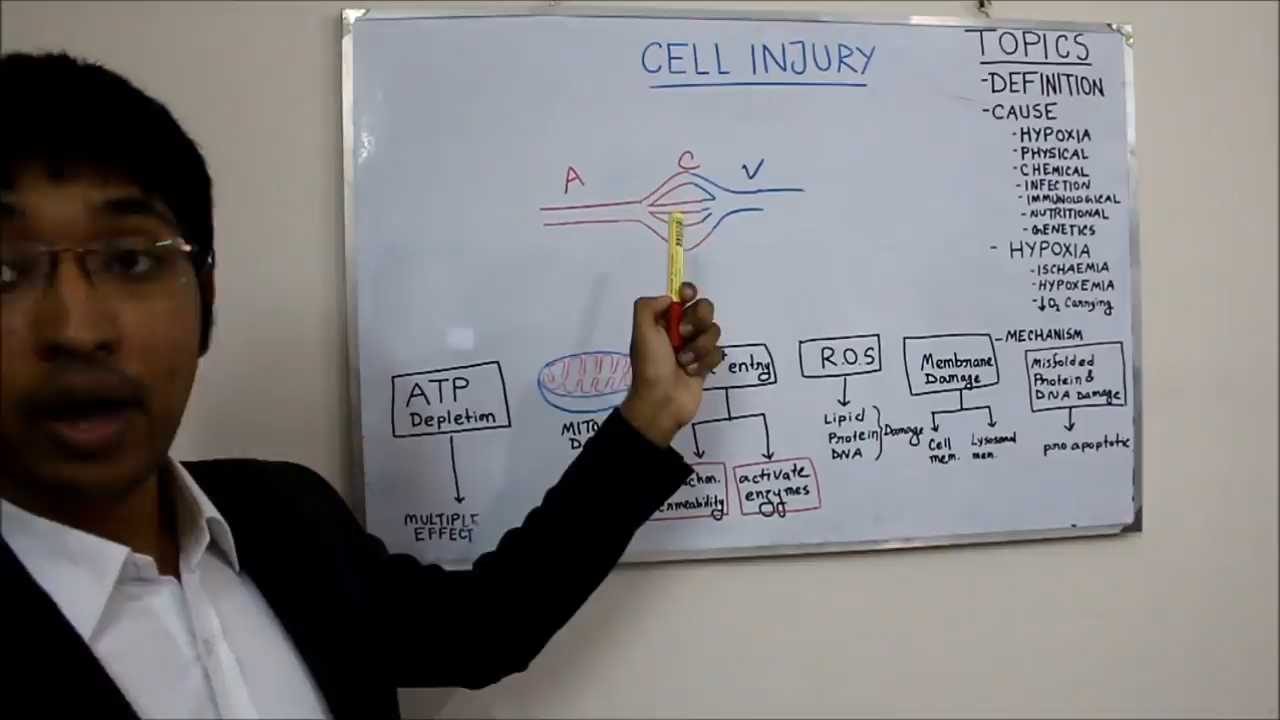 CELL INJURY
TOPICS
-DEFINITION
-CAUSE
-HYPOXIA
-PHYSICAL
-CHEMICAL
-INFECTION
-IMMUNOLOGICAL
-NUTRITIONAL
-GENETICS
- HYPOXIA
-ISCHAEMIA
-HYPOXEMIA
-↓O₂ Carrying
-MECHANISM
A
C
V
ATP
Depletion
MULTIPLE
EFFECT
entry
activate
enzymes
R.O.S
Lipid
Protein
DNA
Damage
Membrane
Damage
Cell
mem.
Lysosomal
mem.
Misfolded
Protein &
DNA Damage
pro apoptotic